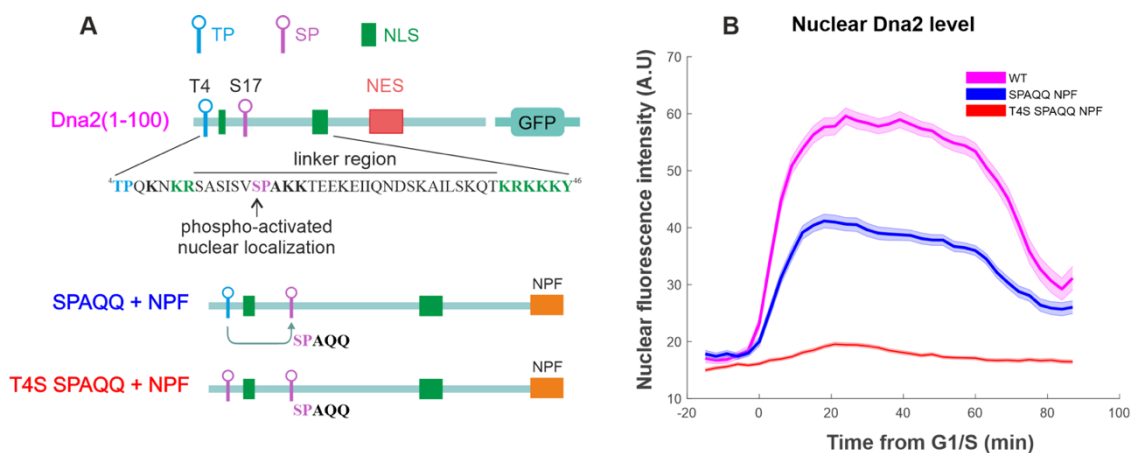 A
TP SP NLS
T4 S17 NES
Dna2(1-100) GFP
linker region
⁴TPQKNKRSASISVSPAKKTEEKEIIQNDSKAILSKQTKRKKKY⁴⁶
phospho-activated
nuclear localization
SPAQQ + NPF NPF
SPAQQ
T4S SPAQQ + NPF NPF
SPAQQ
B Nuclear Dna2 level
WT
SPAQQ NPF
T4S SPAQQ NPF
Nuclear fluorescence intensity (A.U)
70
60
50
40
30
20
10
-20 0 20 40 60 80 100
Time from G1/S (min)